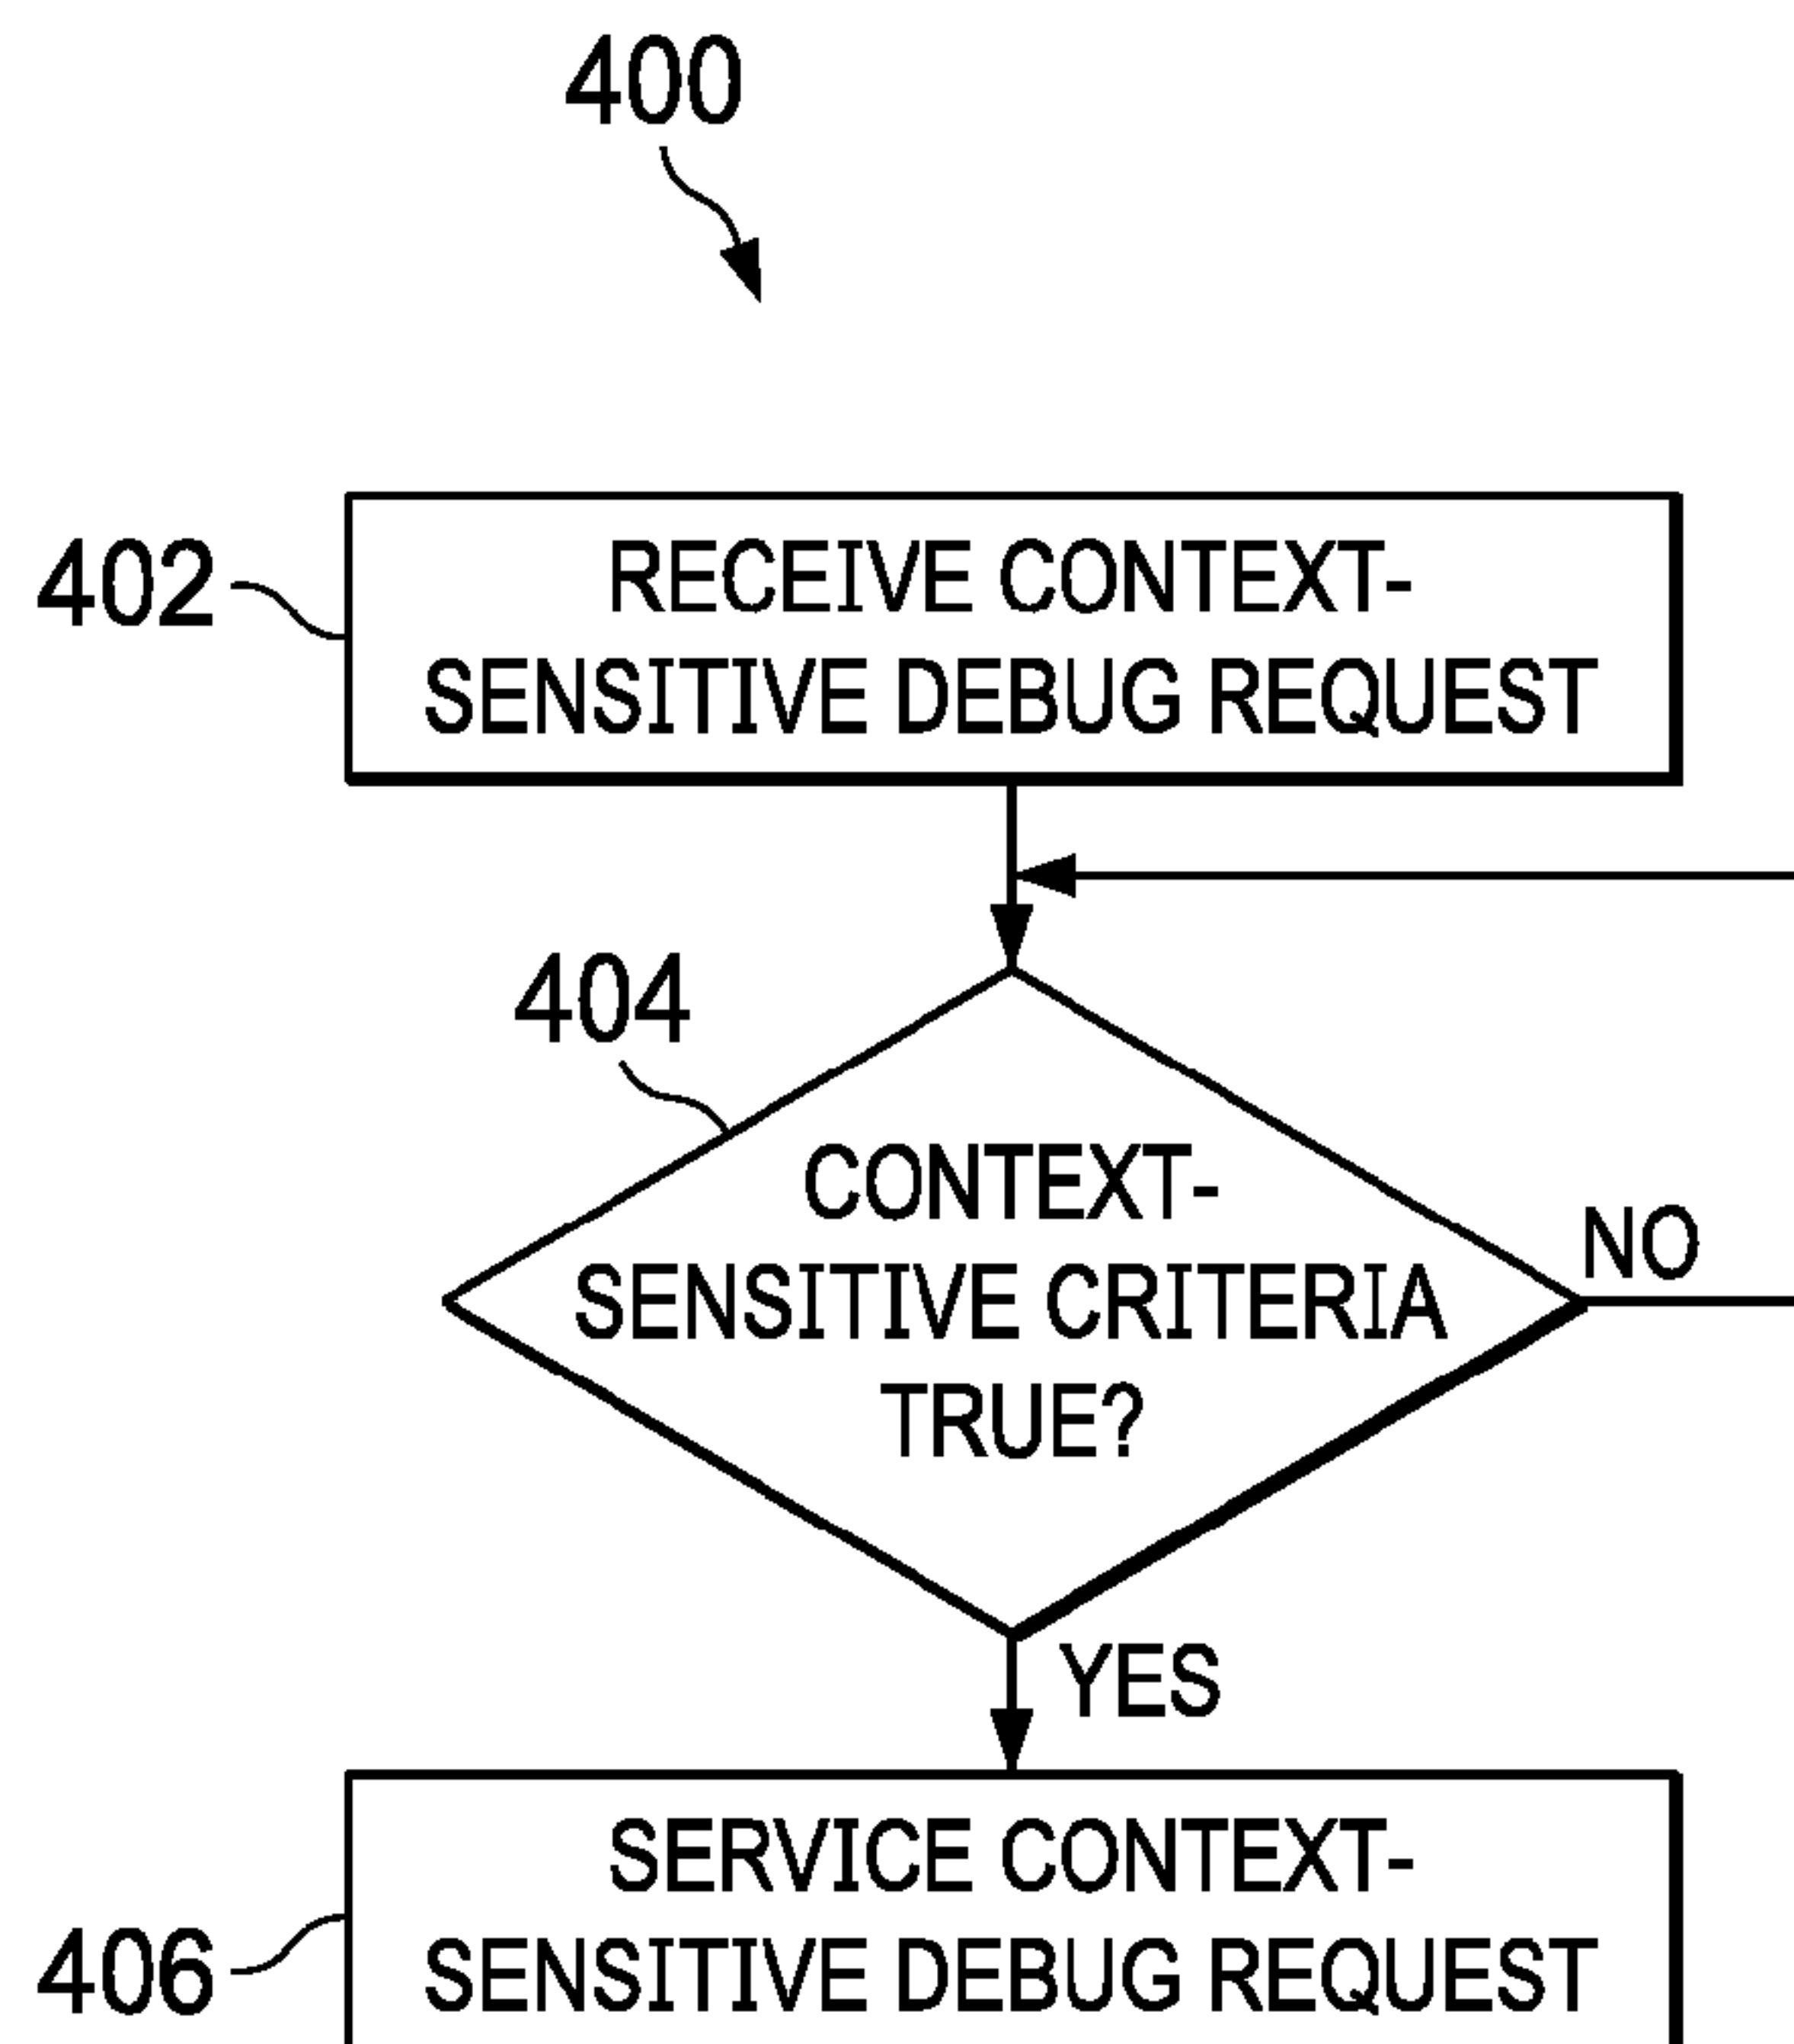 400
402
RECEIVE CONTEXT-
SENSITIVE DEBUG REQUEST
404
CONTEXT-
SENSITIVE CRITERIA
TRUE?
NO
YES
406
SERVICE CONTEXT-
SENSITIVE DEBUG REQUEST